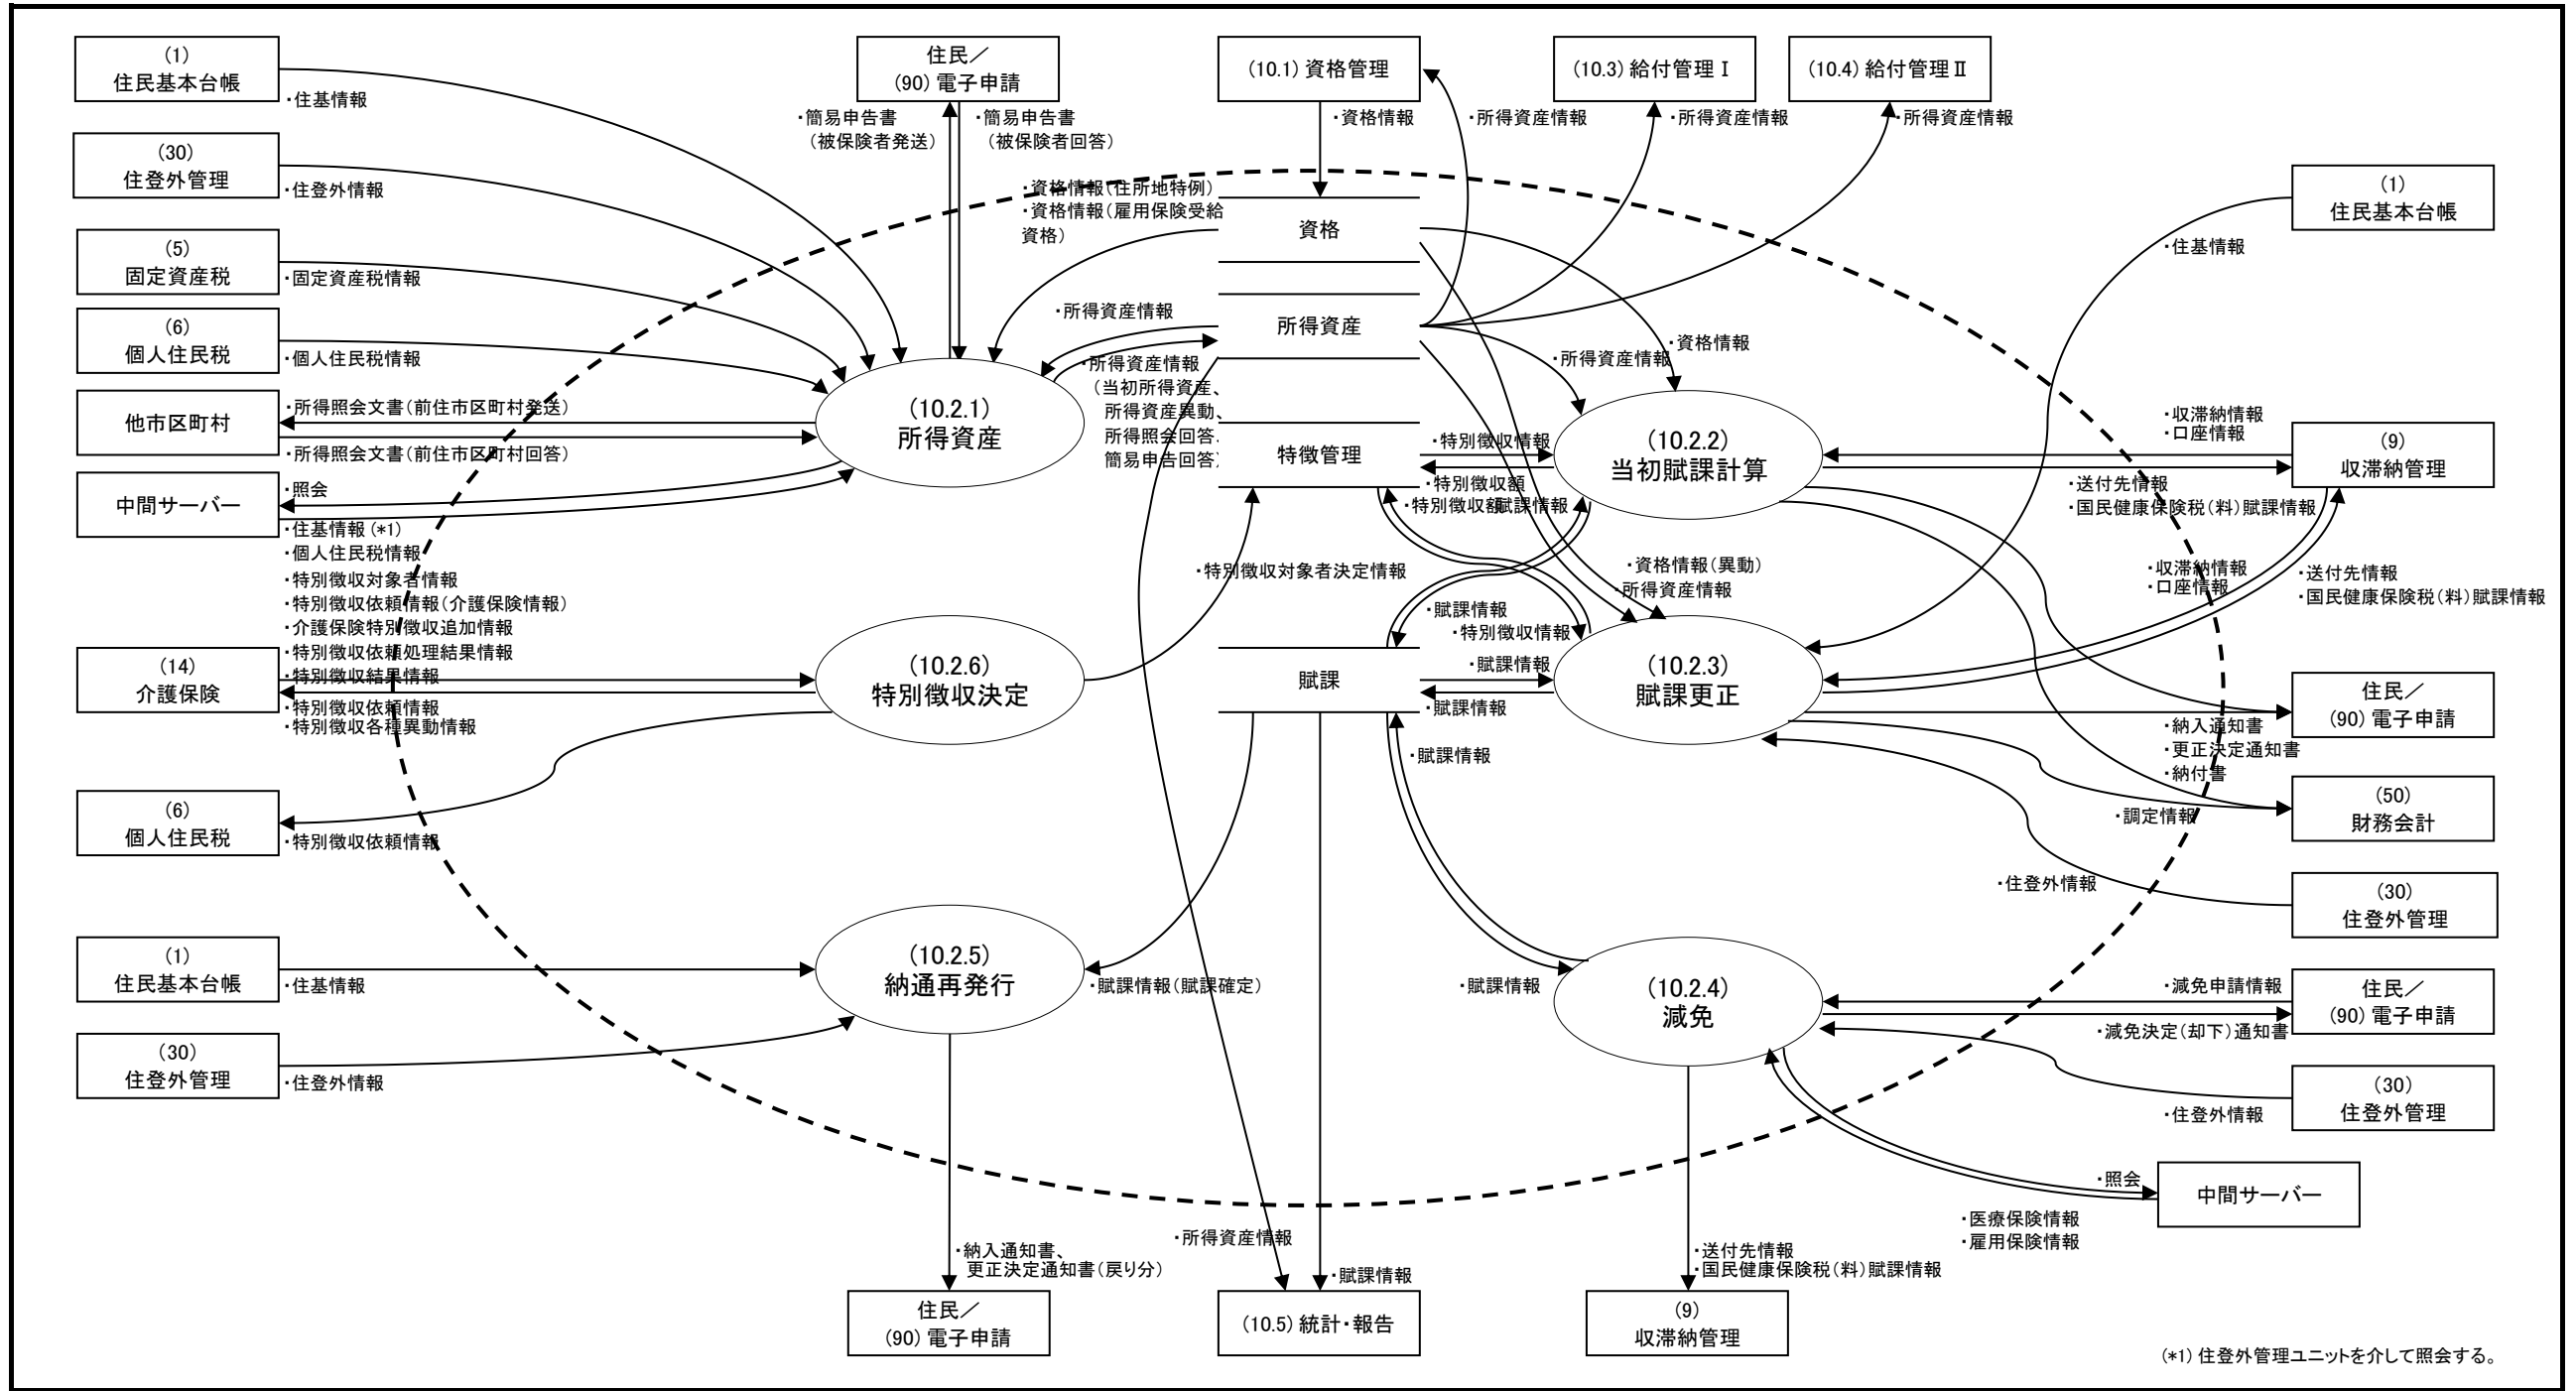 (1)
住民基本台帳
・住基情報
(30)
住登外管理
・住登外情報
(5)
固定資産税
・固定資産税情報
(6)
個人住民税
・個人住民税情報
他市区町村
・所得照会文書(前住市区町村発送)
・所得照会文書(前住市区町村回答)
中間サーバー
・照会
・住基情報(*1)
・個人住民税情報
・特別徴収対象者情報
・特別徴収依頼情報(介護保険情報)
・介護保険特別徴収追加情報
・特別徴収依頼処理結果情報
・特別徴収結果情報
(14)
介護保険
・特別徴収依頼情報
・特別徴収各種異動情報
(6)
個人住民税
・特別徴収依頼情報
(1)
住民基本台帳
・住基情報
(30)
住登外管理
・住登外情報
住民／
(90)電子申請
・簡易申告書
(被保険者発送)
・簡易申告書
(被保険者回答)
・資格情報(住所地特例)
・資格情報(雇用保険受給
資格)
・所得資産情報
・所得資産情報
(当初所得資産、
所得資産異動、
所得照会回答、
簡易申告回答)
(10.2.1)
所得資産
・特別徴収対象者決定情報
(10.2.6)
特別徴収決定
(10.2.5)
納通再発行
・賦課情報(賦課確定)
・納入通知書、
更正決定通知書(戻り分)
住民／
(90)電子申請
(10.1)資格管理
・資格情報
・所得資産情報
資格
所得資産
特徴管理
賦課
・所得資産情報
・賦課情報
(10.5)統計・報告
(10.3)給付管理Ⅰ
・所得資産情報
(10.4)給付管理Ⅱ
・所得資産情報
・資格情報
・所得資産情報
・特別徴収情報
・特別徴収額
・特別徴収額
賦課情報
(10.2.2)
当初賦課計算
・資格情報(異動)
・所得資産情報
・賦課情報
・特別徴収情報
・賦課情報
・賦課情報
(10.2.3)
賦課更正
・賦課情報
・賦課情報
(10.2.4)
減免
・送付先情報
・国民健康保険税(料)賦課情報
(9)
収滞納管理
(1)
住民基本台帳
・住基情報
・収滞納情報
・口座情報
(9)
収滞納管理
・送付先情報
・国民健康保険税(料)賦課情報
・収滞納情報
・口座情報
・送付先情報
・国民健康保険税(料)賦課情報
住民／
(90)電子申請
・納入通知書
・更正決定通知書
・納付書
(50)
財務会計
・調定情報
・住登外情報
(30)
住登外管理
・減免申請情報
住民／
(90)電子申請
・減免決定(却下)通知書
(30)
住登外管理
・住登外情報
・照会
中間サーバー
・医療保険情報
・雇用保険情報
(*1)住登外管理ユニットを介して照会する。